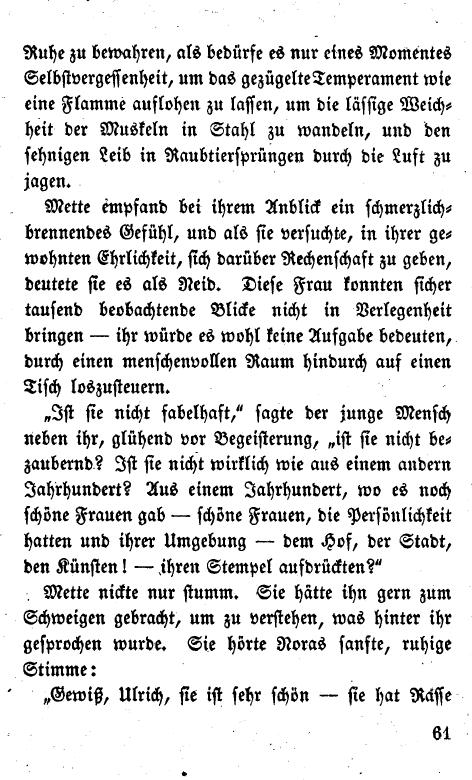 Ruhe zu bewahren, als bedürfe es nur eines Momentes
Selbstvergessenheit, um das gezügelte Temperament wie
eine Flamme auflohen zu lassen, um die lässige Weich-
heit der Muskeln in Stahl zu wandeln, und den
sehnigen Leib in Raubtiersprüngen durch die Luft zu
jagen.
Mette empfand bei ihrem Anblick ein schmerzlich-
brennendes Gefühl, und als sie versuchte, in ihrer ge-
wohnten Ehrlichkeit, sich darüber Rechenschaft zu geben,
deutete sie es als Neid. Diese Frau konnten sicher
tausend beobachtende Blicke nicht in Verlegenheit
bringen — ihr würde es wohl keine Aufgabe bedeuten,
durch einen menschenvollen Raum hindurch auf einen
Tisch loszusteuern.
„Ist sie nicht fabelhaft,“ sagte der junge Mensch
neben ihr, glühend vor Begeisterung, „ist sie nicht be-
zaubernd? Ist sie nicht wirklich wie aus einem andern
Jahrhundert? Aus einem Jahrhundert, wo es noch
schöne Frauen gab — schöne Frauen, die Persönlichkeit
hatten und ihrer Umgebung — dem Hof, der Stadt,
den Künsten! — ihren Stempel aufdrückten?“
Mette nickte nur stumm. Sie hätte ihn gern zum
Schweigen gebracht, um zu verstehen, was hinter ihr
gesprochen wurde. Sie hörte Noras sanfte, ruhige
Stimme:
„Gewiß, Ulrich, sie ist sehr schön — sie hat Rasse
61